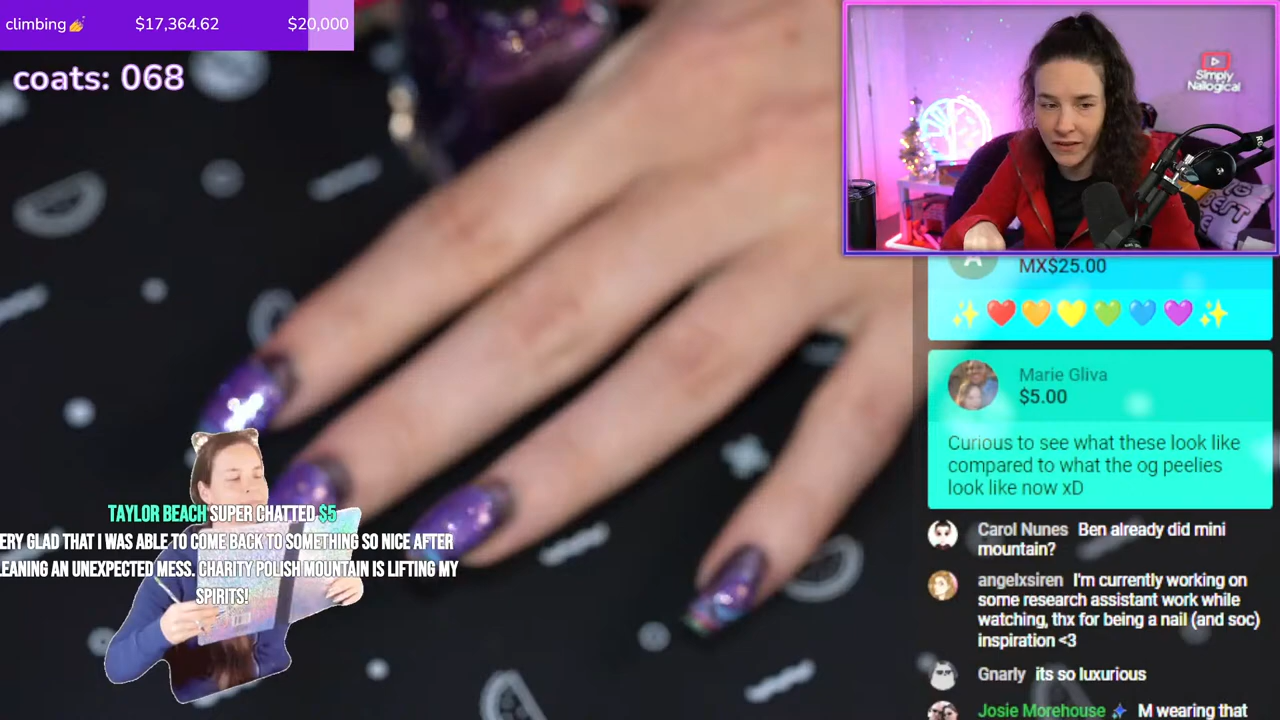 climbing💅 $17,364.62 $20,000
coats: 068
Simply
Nailogical
MX$25.00
✨❤️🧡💛💚💙💜✨
Marie Gliva
$5.00
Curious to see what these look like
compared to what the og peelies
look like now xD
TAYLOR BEACH SUPER CHATTED $5
ERY GLAD THAT I WAS ABLE TO COME BACK TO SOMETHING SO NICE AFTER
LEANING AN UNEXPECTED MESS. CHARITY POLISH MOUNTAIN IS LIFTING MY
SPIRITS!
Carol Nunes Ben already did mini
mountain?
angelxsiren I'm currently working on
some research assistant work while
watching, thx for being a nail (and soc)
inspiration <3
Gnarly its so luxurious
Josie Morehouse ✨ M wearing that